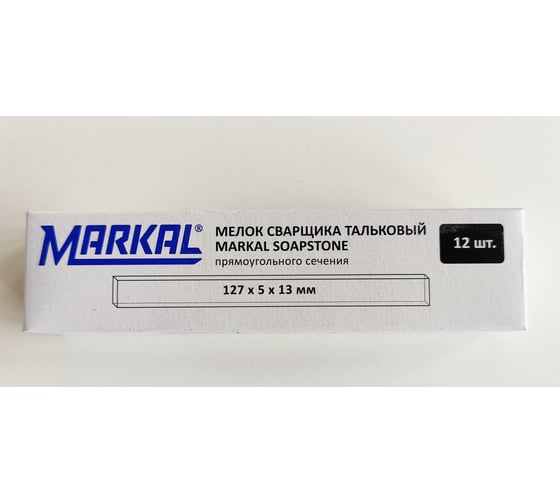 MARKAL®
МЕЛОК СВАРЩИКА ТАЛЬКОВЫЙ
MARKAL SOAPSTONE
прямоугольного сечения
12 шт.
127 x 5 x 13 мм